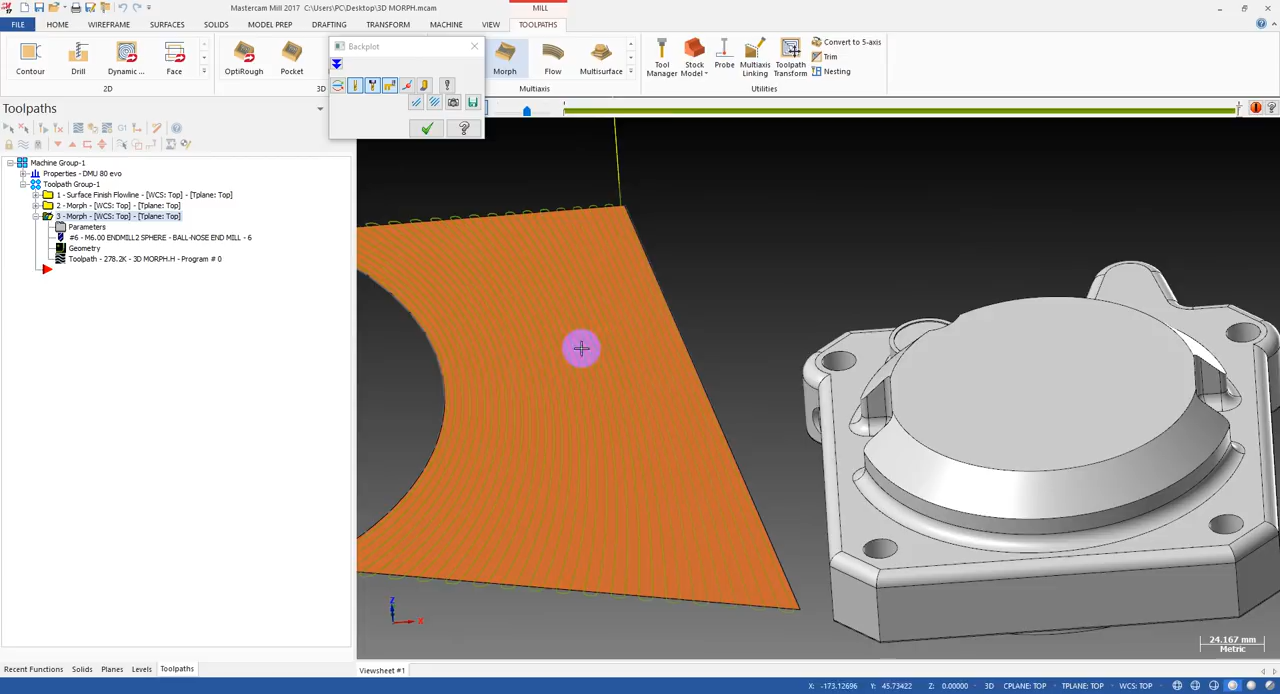 Mastercam Mill 2017 C:\Users\PC\Desktop\3D MORPH.mcam
MILL
FILE HOME WIREFRAME SURFACES SOLIDS MODEL PREP DRAFTING TRANSFORM MACHINE VIEW TOOLPATHS
Contour Drill Dynamic ... Face OptiRough Pocket Morph Flow Multisurface Tool Manager Stock Model Probe Multiaxis Linking Toolpath Transform
Convert to 5-axis
Trim
Nesting
2D 3D Multiaxis Utilities
Backplot
Toolpaths
G1
Machine Group-1
Properties - DMU 80 evo
Toolpath Group-1
1 - Surface Finish Flowline - [WCS: Top] - [Tplane: Top]
2 - Morph - [WCS: Top] - [Tplane: Top]
3 - Morph - [WCS: Top] - [Tplane: Top]
Parameters
#6 - M6.00 ENDMILL2 SPHERE - BALL-NOSE END MILL - 6
Geometry
Toolpath - 278.2K - 3D MORPH.H - Program # 0
Z
X
24.167 mm
Metric
Recent Functions Solids Planes Levels Toolpaths
Viewsheet #1
X: -173.12696 Y: 45.73422 Z: 0.00000 3D CPLANE: TOP TPLANE: TOP WCS: TOP